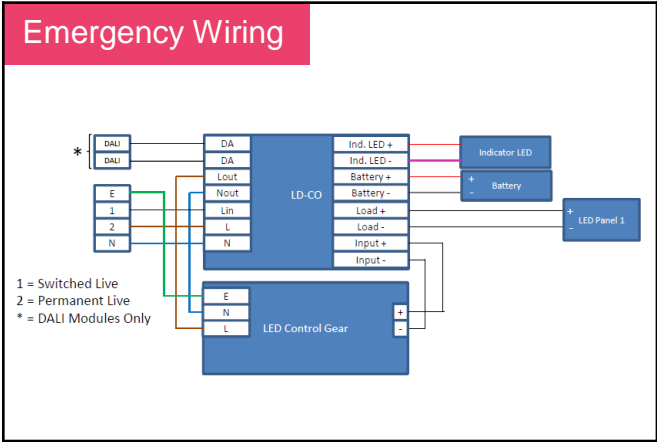 Emergency Wiring
*
DALI
DALI
E
1
2
N
DA
DA
Lout
Nout
Lin
L
N
LD-CO
Ind. LED +
Ind. LED -
Battery +
Battery -
Load +
Load -
Input +
Input -
Indicator LED
+
-
Battery
+
-
LED Panel 1
1 = Switched Live
2 = Permanent Live
* = DALI Modules Only
E
N
L
LED Control Gear
+
-